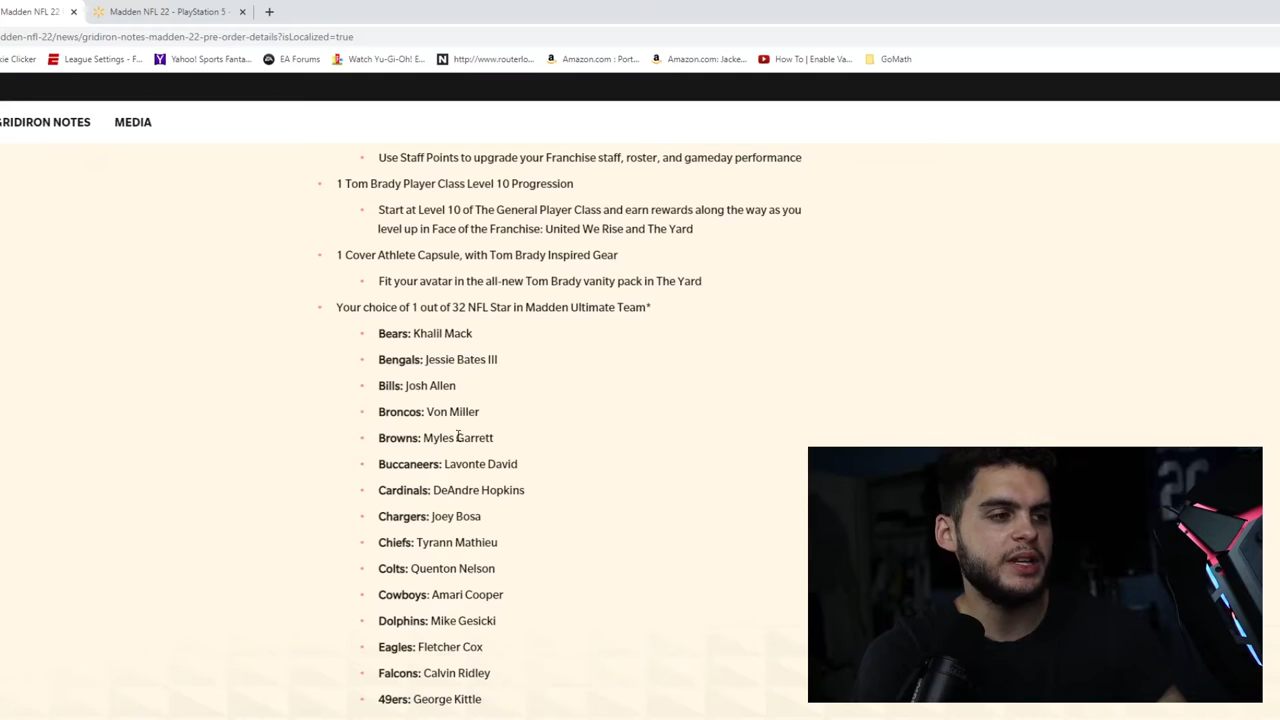 Madden NFL 22
Madden NFL 22 - PlayStation 5 -
dden-nfl-22/news/gridiron-notes-madden-22-pre-order-details?isLocalized=true
kie Clicker
League Settings - F...
Yahoo! Sports Fanta...
EA Forums
Watch Yu-Gi-Oh! E...
http://www.routerlo...
Amazon.com : Port...
Amazon.com: Jacke...
How To | Enable Va...
GoMath
GRIDIRON NOTES MEDIA
Use Staff Points to upgrade your Franchise staff, roster, and gameday performance
1 Tom Brady Player Class Level 10 Progression
Start at Level 10 of The General Player Class and earn rewards along the way as you
level up in Face of the Franchise: United We Rise and The Yard
1 Cover Athlete Capsule, with Tom Brady Inspired Gear
Fit your avatar in the all-new Tom Brady vanity pack in The Yard
Your choice of 1 out of 32 NFL Star in Madden Ultimate Team*
Bears: Khalil Mack
Bengals: Jessie Bates III
Bills: Josh Allen
Broncos: Von Miller
Browns: Myles Garrett
Buccaneers: Lavonte David
Cardinals: DeAndre Hopkins
Chargers: Joey Bosa
Chiefs: Tyrann Mathieu
Colts: Quenton Nelson
Cowboys: Amari Cooper
Dolphins: Mike Gesicki
Eagles: Fletcher Cox
Falcons: Calvin Ridley
49ers: George Kittle